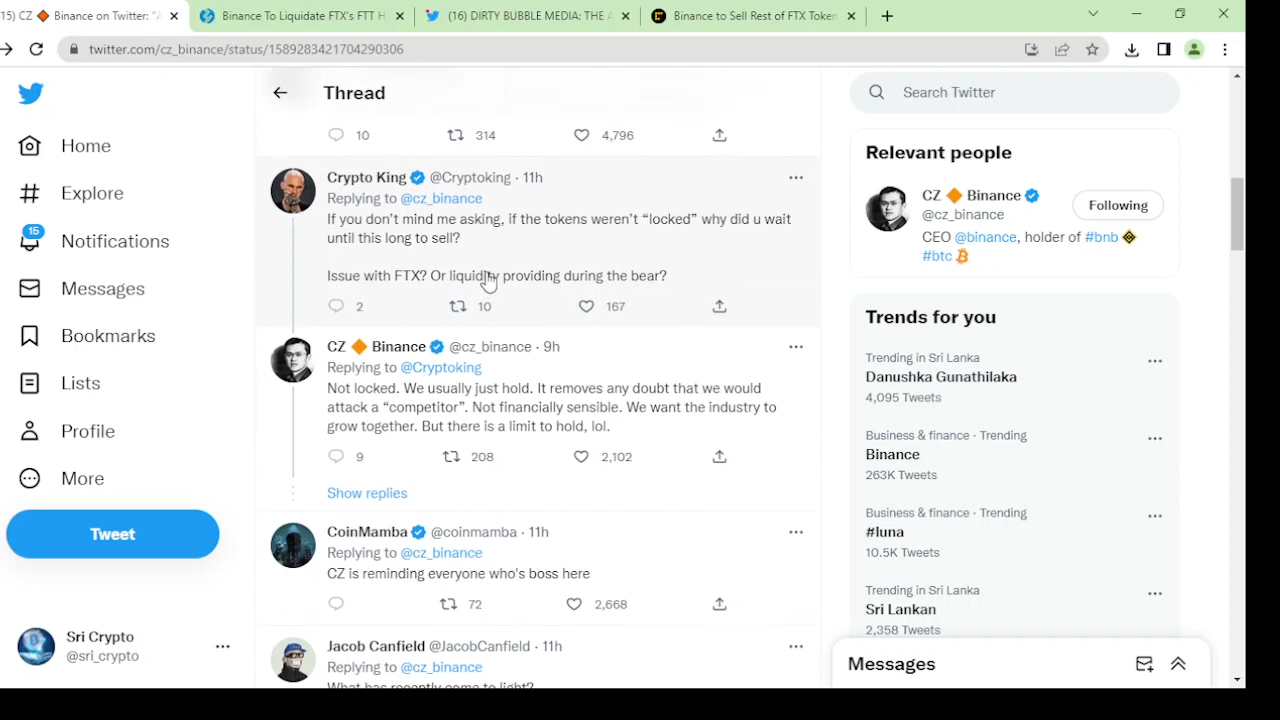 15) CZ 🔶 Binance on Twitter: "A
Binance To Liquidate FTX's FTT H
(16) DIRTY BUBBLE MEDIA: THE A
Binance to Sell Rest of FTX Token
twitter.com/cz_binance/status/1589283421704290306
Home
Explore
15
Notifications
Messages
Bookmarks
Lists
Profile
More
Tweet
Sri Crypto
@sri_crypto
Thread
10 314 4,796
Crypto King @Cryptoking · 11h
Replying to @cz_binance
If you don't mind me asking, if the tokens weren't “locked” why did u wait
until this long to sell?
Issue with FTX? Or liquidity providing during the bear?
2 10 167
CZ 🔶 Binance @cz_binance · 9h
Replying to @Cryptoking
Not locked. We usually just hold. It removes any doubt that we would
attack a “competitor”. Not financially sensible. We want the industry to
grow together. But there is a limit to hold, lol.
9 208 2,102
Show replies
CoinMamba @coinmamba · 11h
Replying to @cz_binance
CZ is reminding everyone who's boss here
72 2,668
Jacob Canfield @JacobCanfield · 11h
Replying to @cz_binance
What has recently come to light?
Search Twitter
Relevant people
CZ 🔶 Binance
@cz_binance
Following
CEO @binance, holder of #bnb
#btc
Trends for you
Trending in Sri Lanka
Danushka Gunathilaka
4,095 Tweets
Business & finance · Trending
Binance
263K Tweets
Business & finance · Trending
#luna
10.5K Tweets
Trending in Sri Lanka
Sri Lankan
2,358 Tweets
Messages